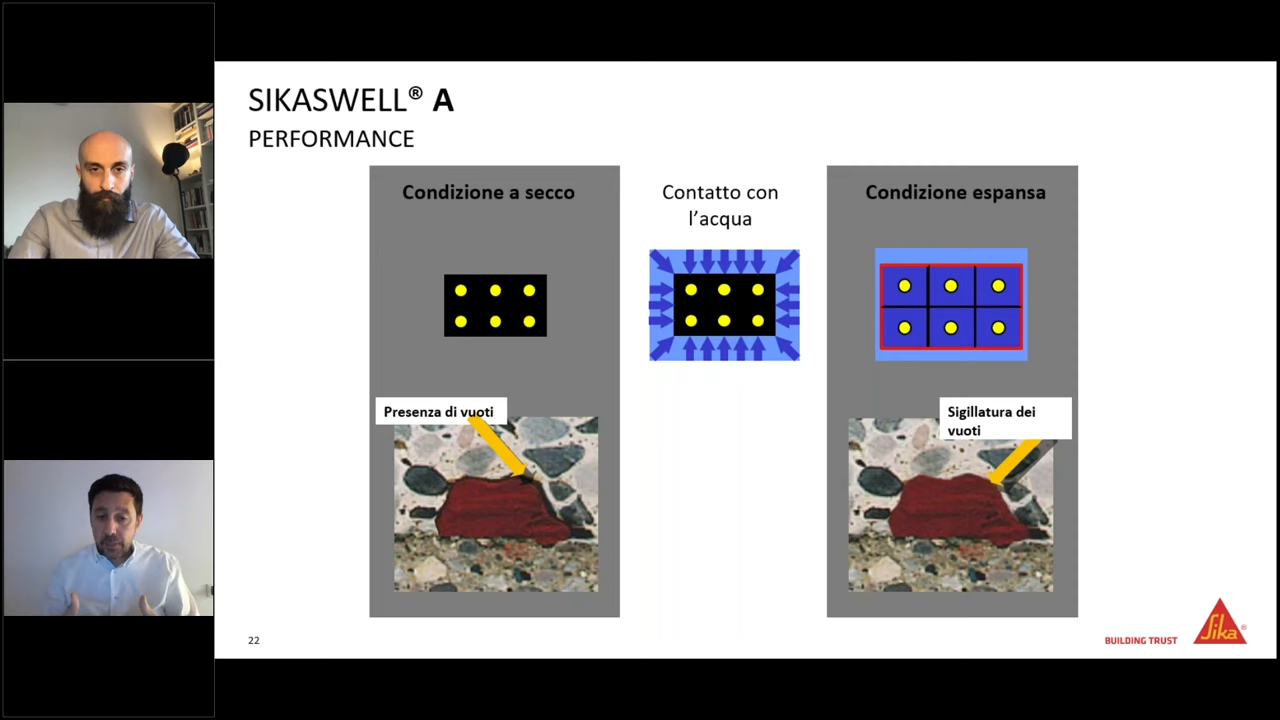 SIKASWELL® A
PERFORMANCE
Condizione a secco
Contatto con
l’acqua
Condizione espansa
Presenza di vuoti
Sigillatura dei
vuoti
22
BUILDING TRUST
Sika®